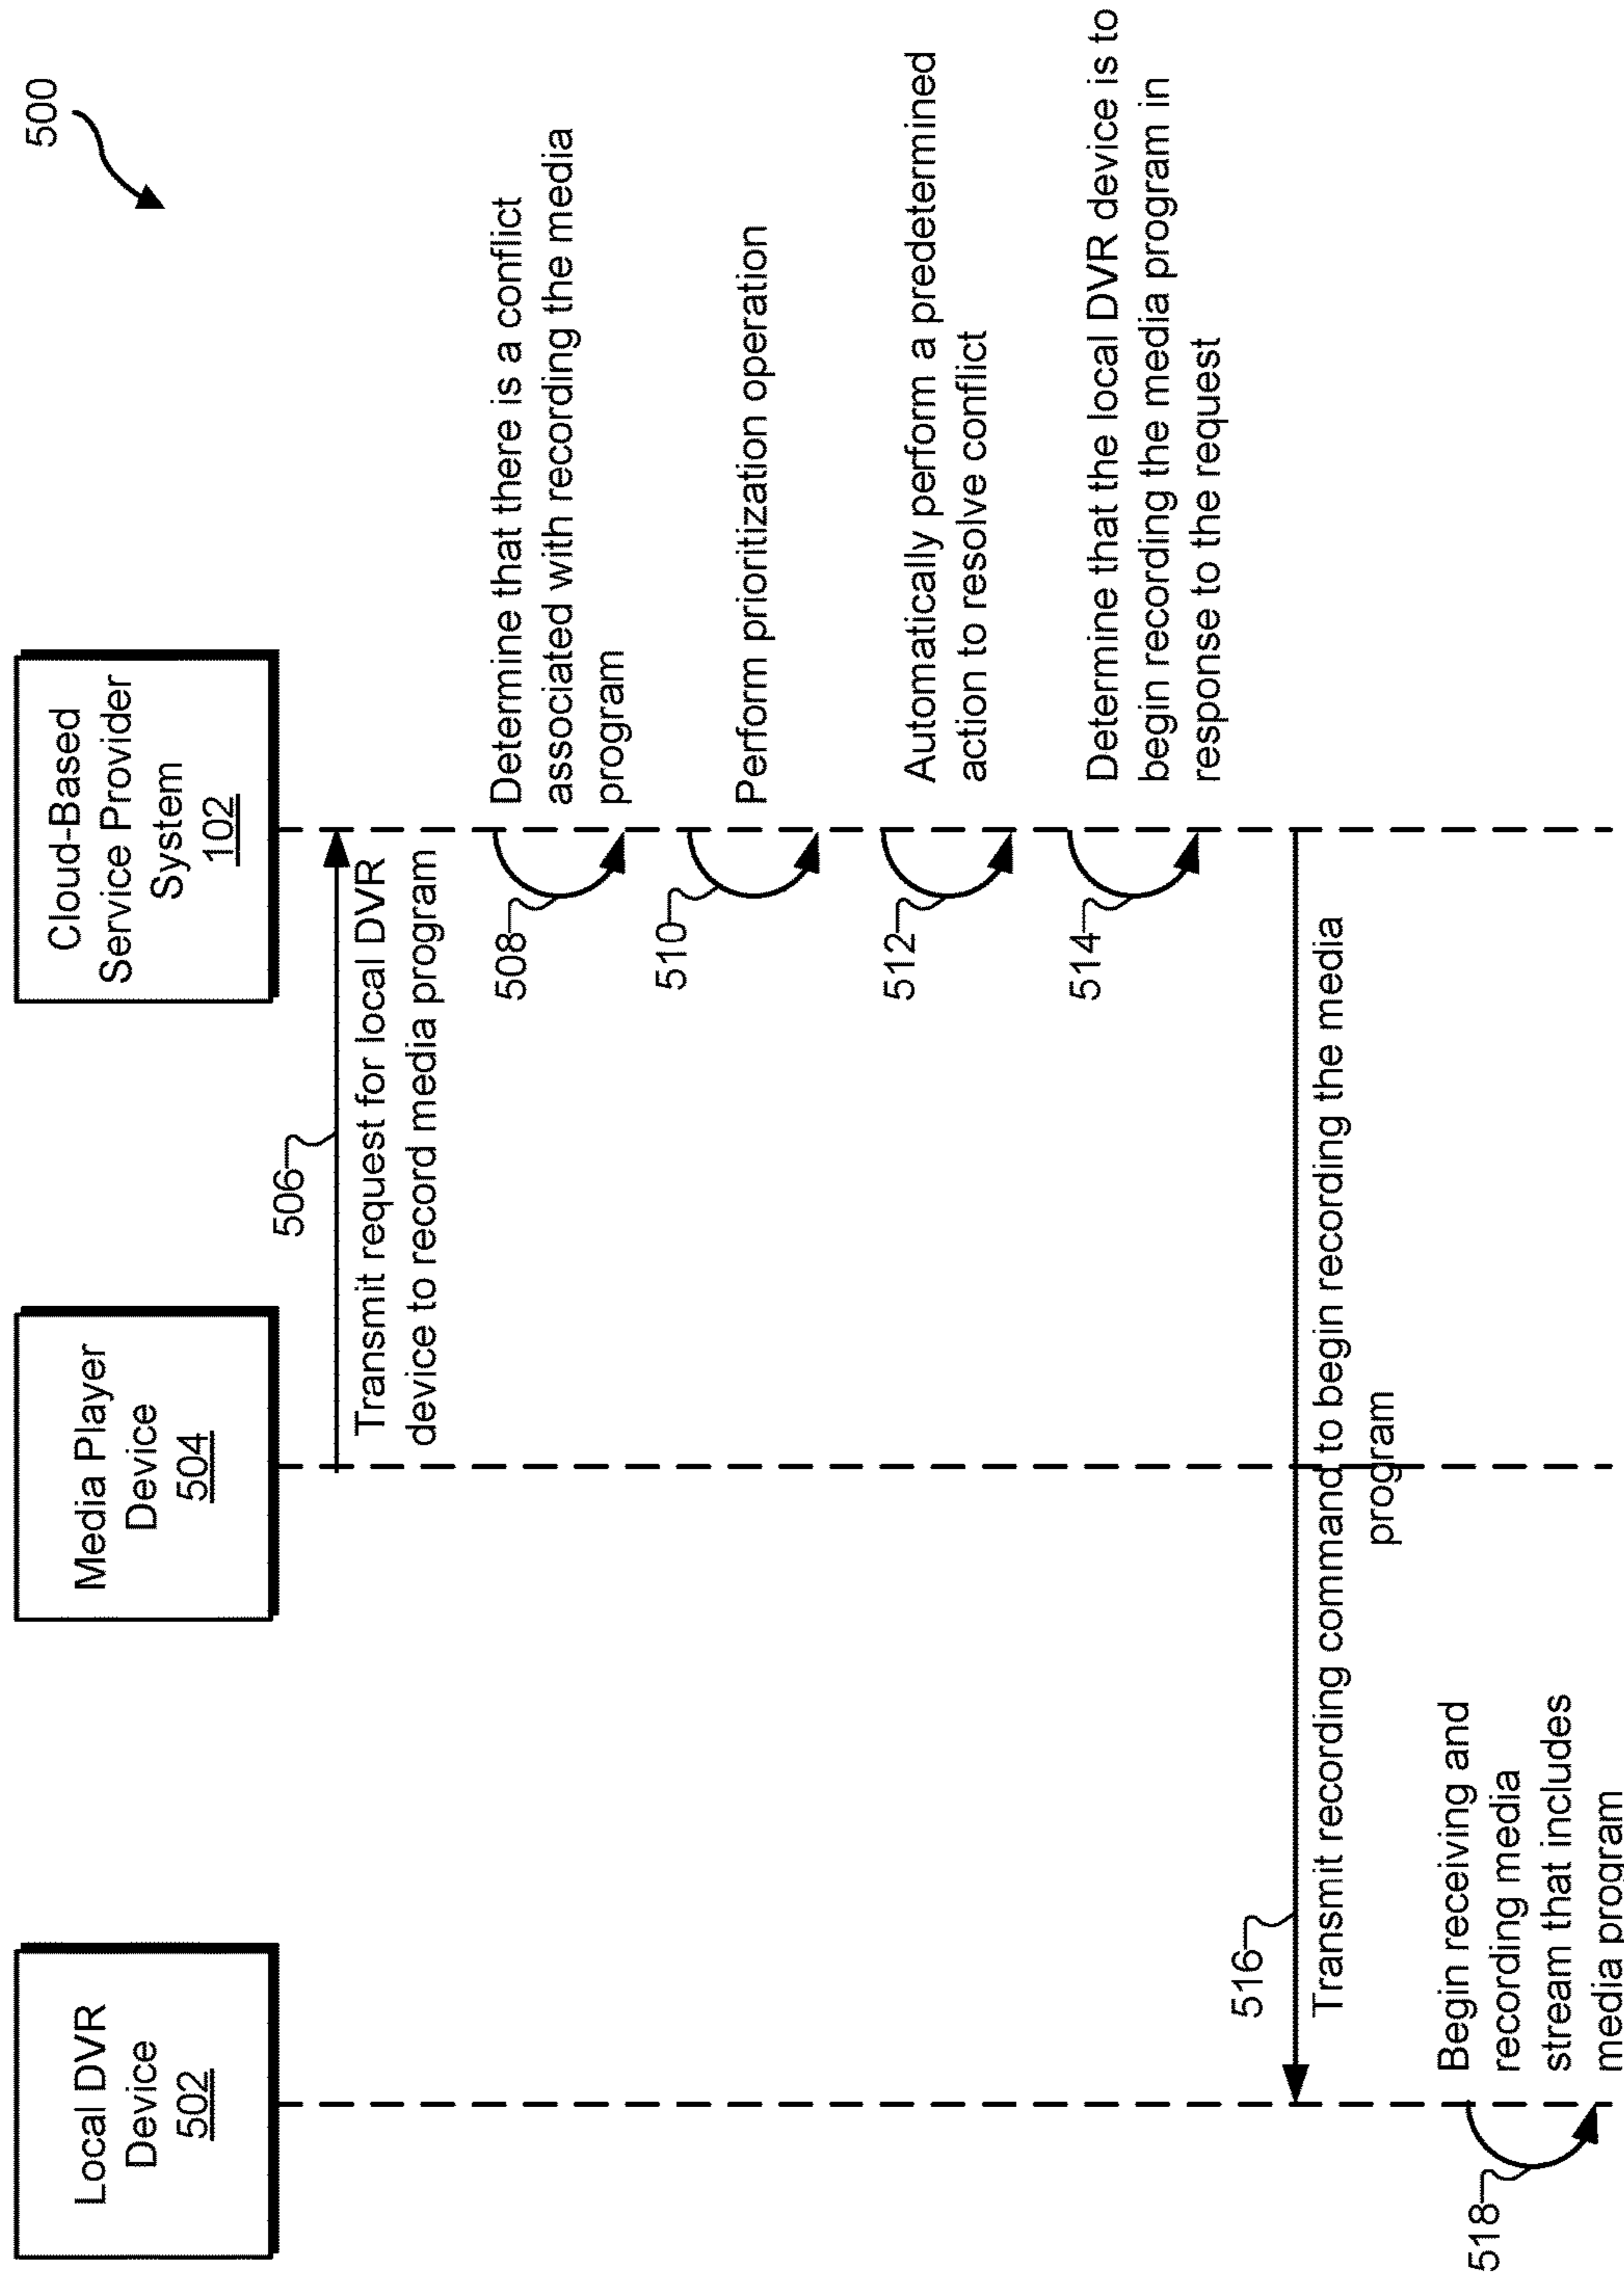 500
Local DVR
Device
502
Media Player
Device
504
Cloud-Based
Service Provider
System
102
506
Transmit request for local DVR
device to record media program
508
Determine that there is a conflict
associated with recording the media
program
510
Perform prioritization operation
512
Automatically perform a predetermined
action to resolve conflict
514
Determine that the local DVR device is to
begin recording the media program in
response to the request
516
Transmit recording command to begin recording the media
program
518
Begin receiving and
recording media
stream that includes
media program